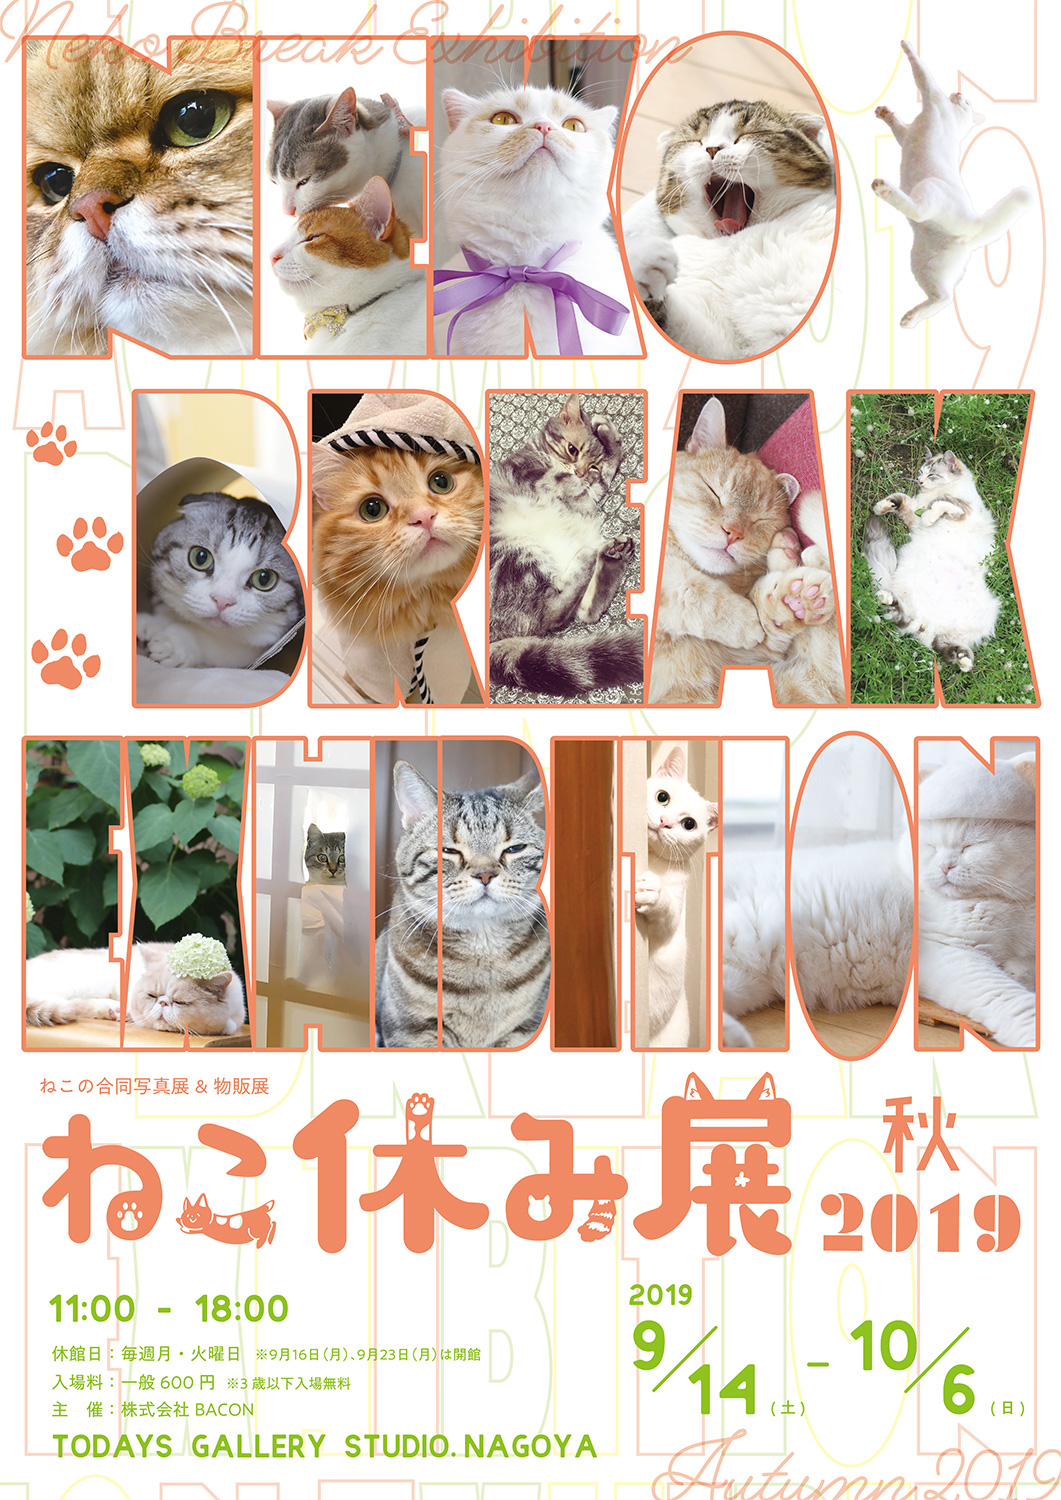 Neko Break Exhibition
NEKO
BREAK
EXHIBITION
ねこの合同写真展 & 物販展
ねこ休み展 秋 2019
11:00 - 18:00
休館日：毎週月・火曜日 ※9月16日（月）、9月23日（月）は開館
入場料：一般 600 円 ※3 歳以下入場無料
主　催：株式会社 BACON
TODAYS GALLERY STUDIO. NAGOYA
2019
9/14（土） - 10/6（日）
Autumn 2019